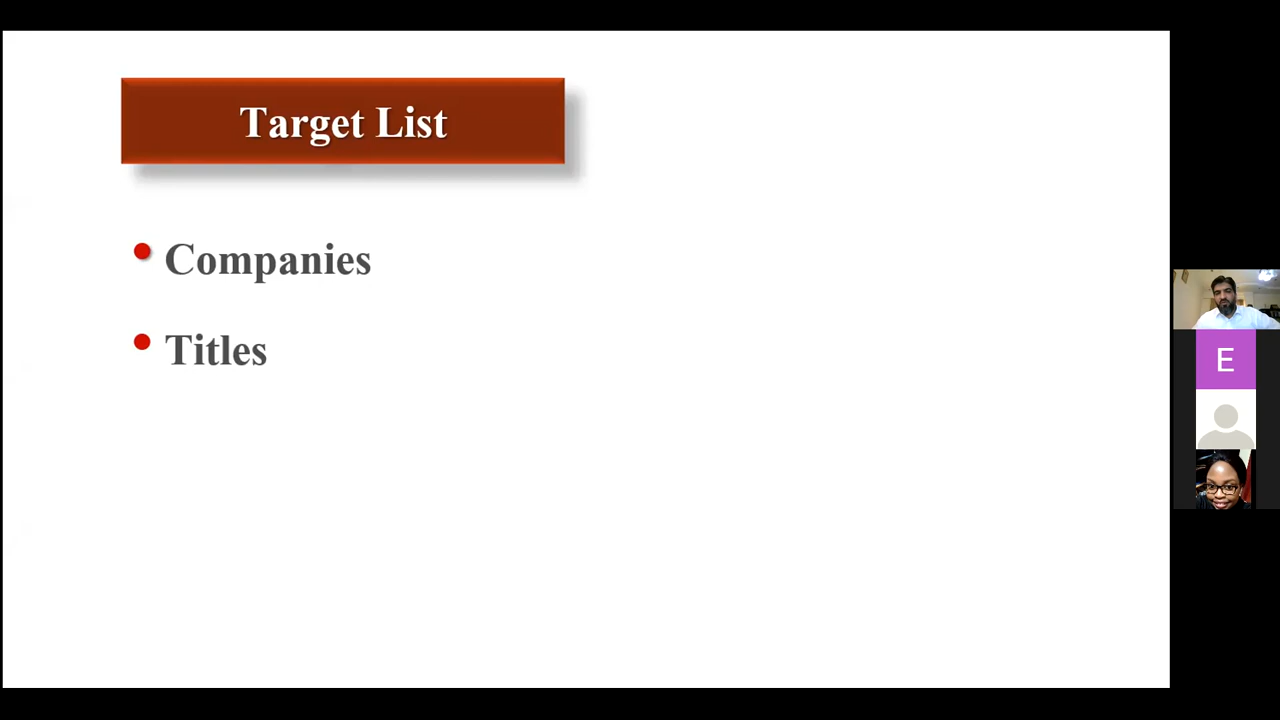 Target List
• Companies
• Titles
E